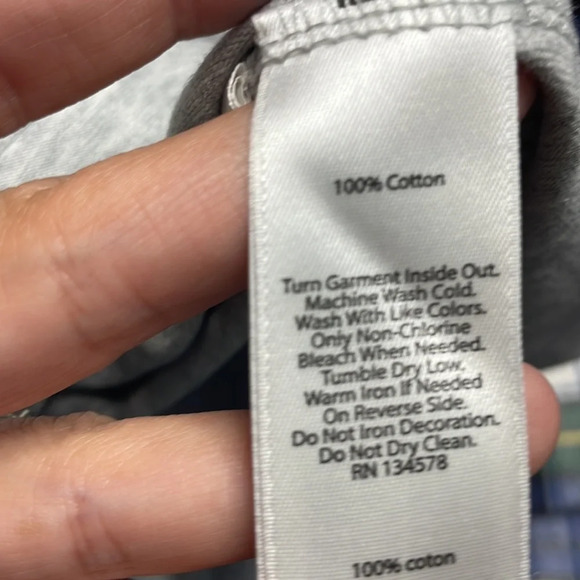 100% Cotton
Turn Garment Inside Out.
Machine Wash Cold.
Wash With Like Colors.
Only Non-Chlorine
Bleach When Needed.
Tumble Dry Low.
Warm Iron If Needed
On Reverse Side.
Do Not Iron Decoration.
Do Not Dry Clean.
RN 134578
100% coton